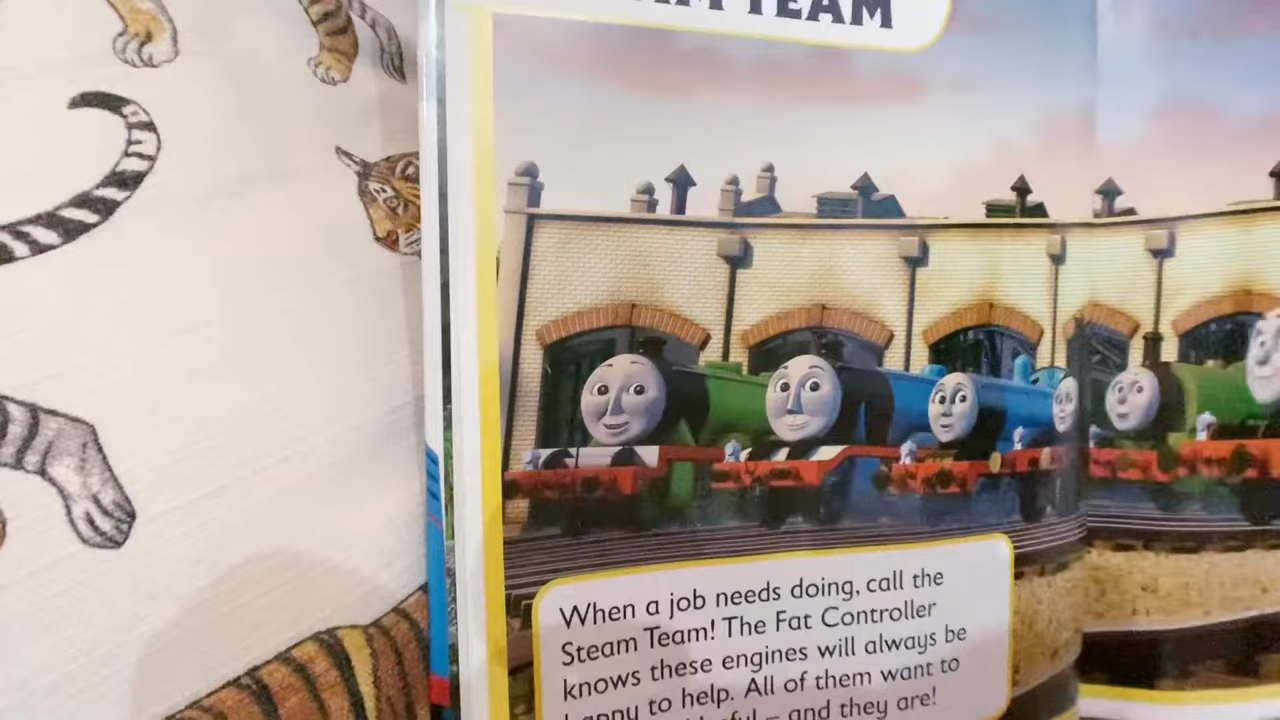 TEAM
When a job needs doing, call the
Steam Team! The Fat Controller
knows these engines will always be
happy to help. All of them want to
– and they are!